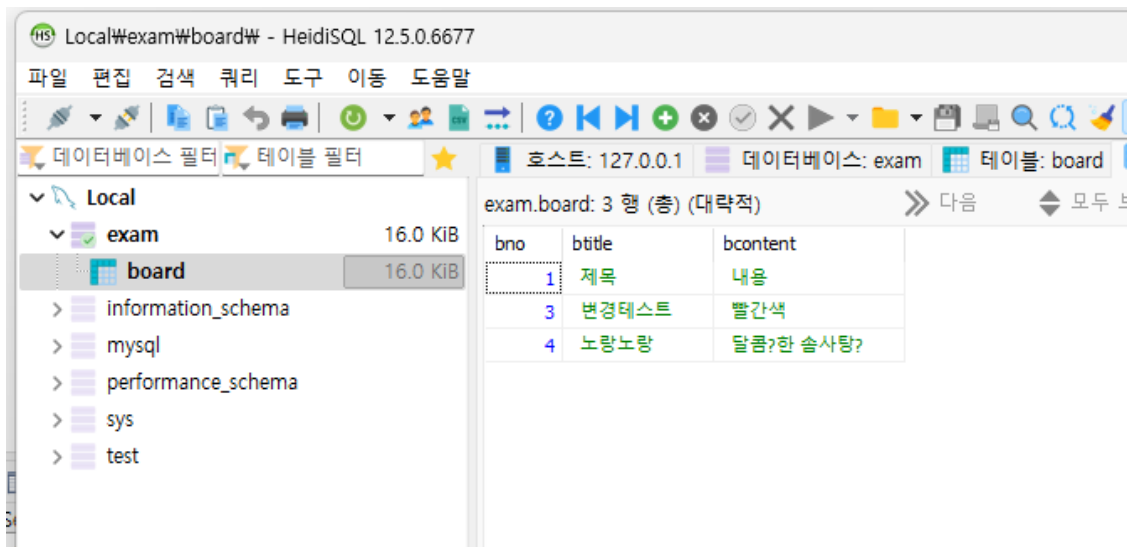 Local₩exam₩board₩ - HeidiSQL 12.5.0.6677
파일 편집 검색 쿼리 도구 이동 도움말
데이터베이스 필터 테이블 필터
호스트: 127.0.0.1 데이터베이스: exam 테이블: board
Local
exam 16.0 KiB
board 16.0 KiB
information_schema
mysql
performance_schema
sys
test
exam.board: 3 행 (총) (대략적) 다음 모두
bno btitle bcontent
1 제목 내용
3 변경테스트 빨간색
4 노랑노랑 달콤?한 솜사탕?